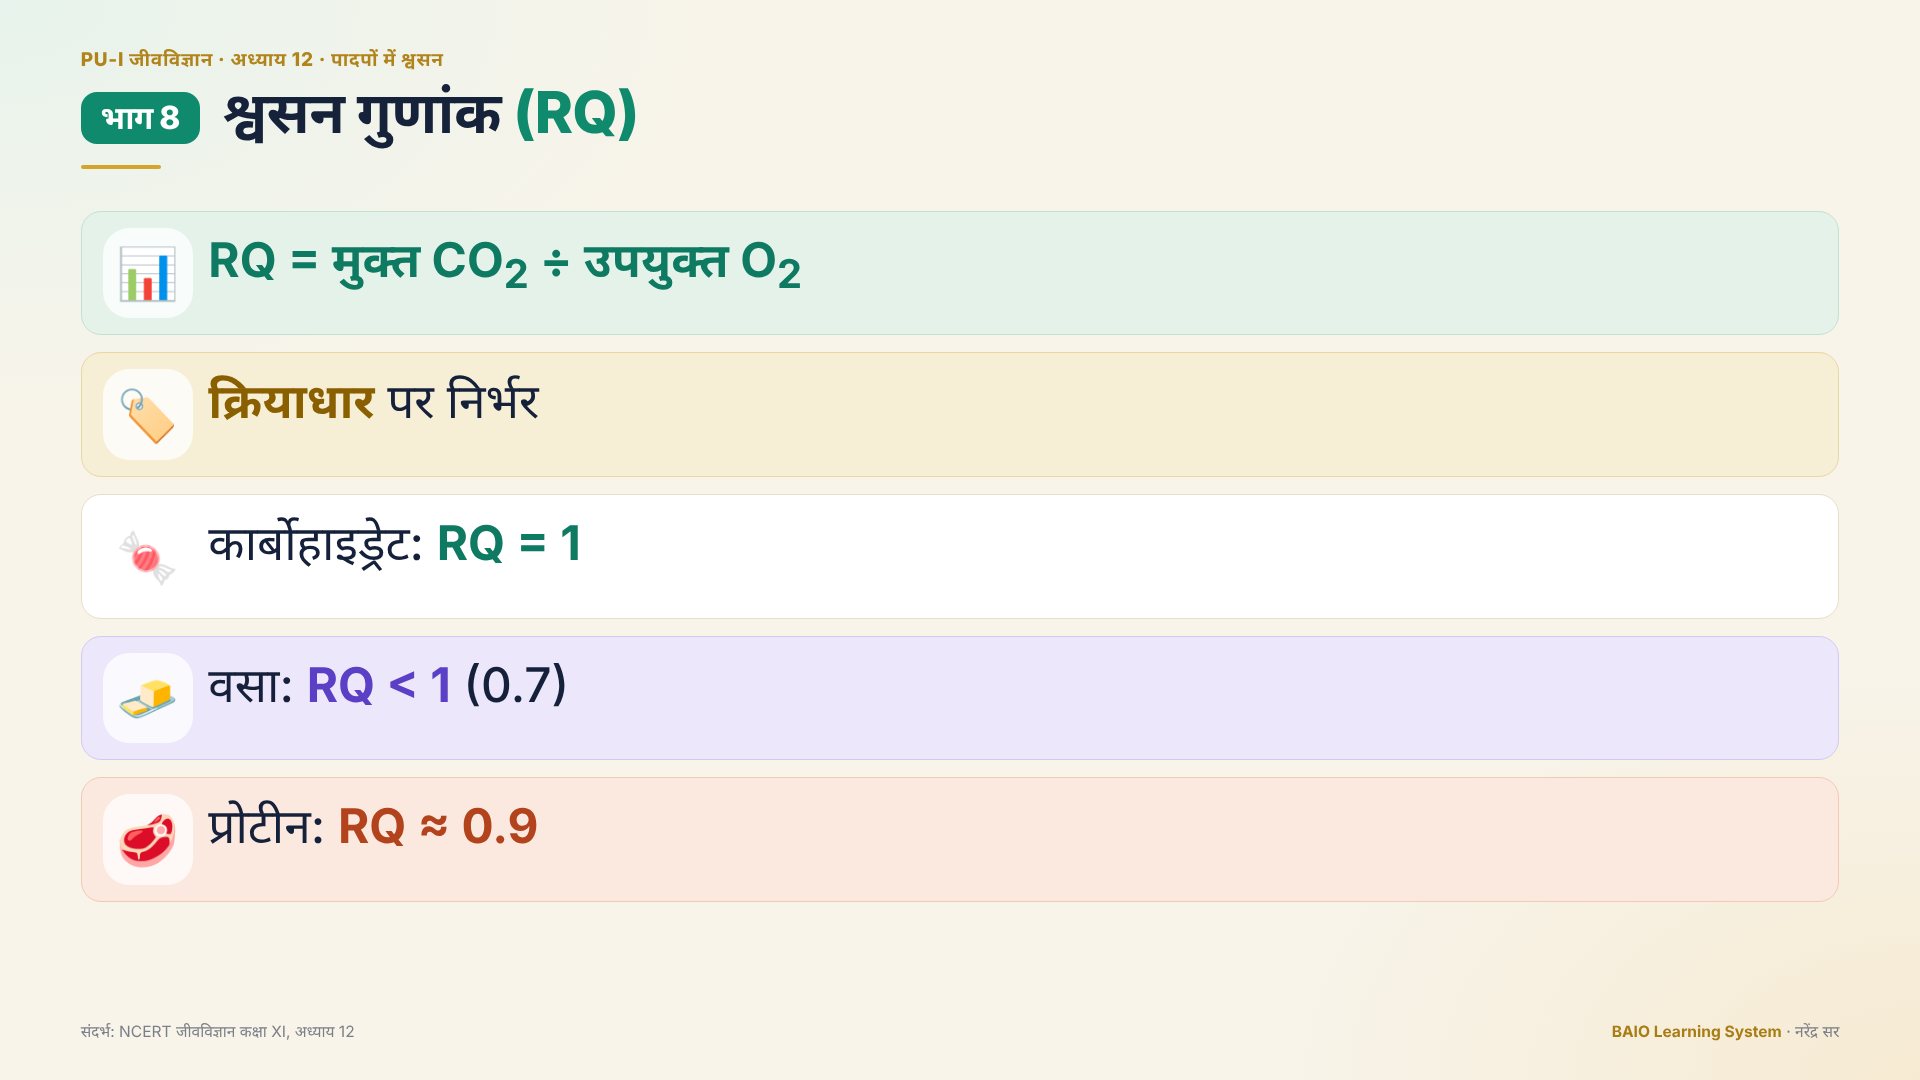 PU-I जीवविज्ञान · अध्याय 12 · पादपों में श्वसन
भाग 8 श्वसन गुणांक (RQ)
RQ = मुक्त CO₂ ÷ उपयुक्त O₂
क्रियाधार पर निर्भर
कार्बोहाइड्रेट: RQ = 1
वसा: RQ < 1 (0.7)
प्रोटीन: RQ ≈ 0.9
संदर्भ: NCERT जीवविज्ञान कक्षा XI, अध्याय 12
BAIO Learning System · नरेंद्र सर